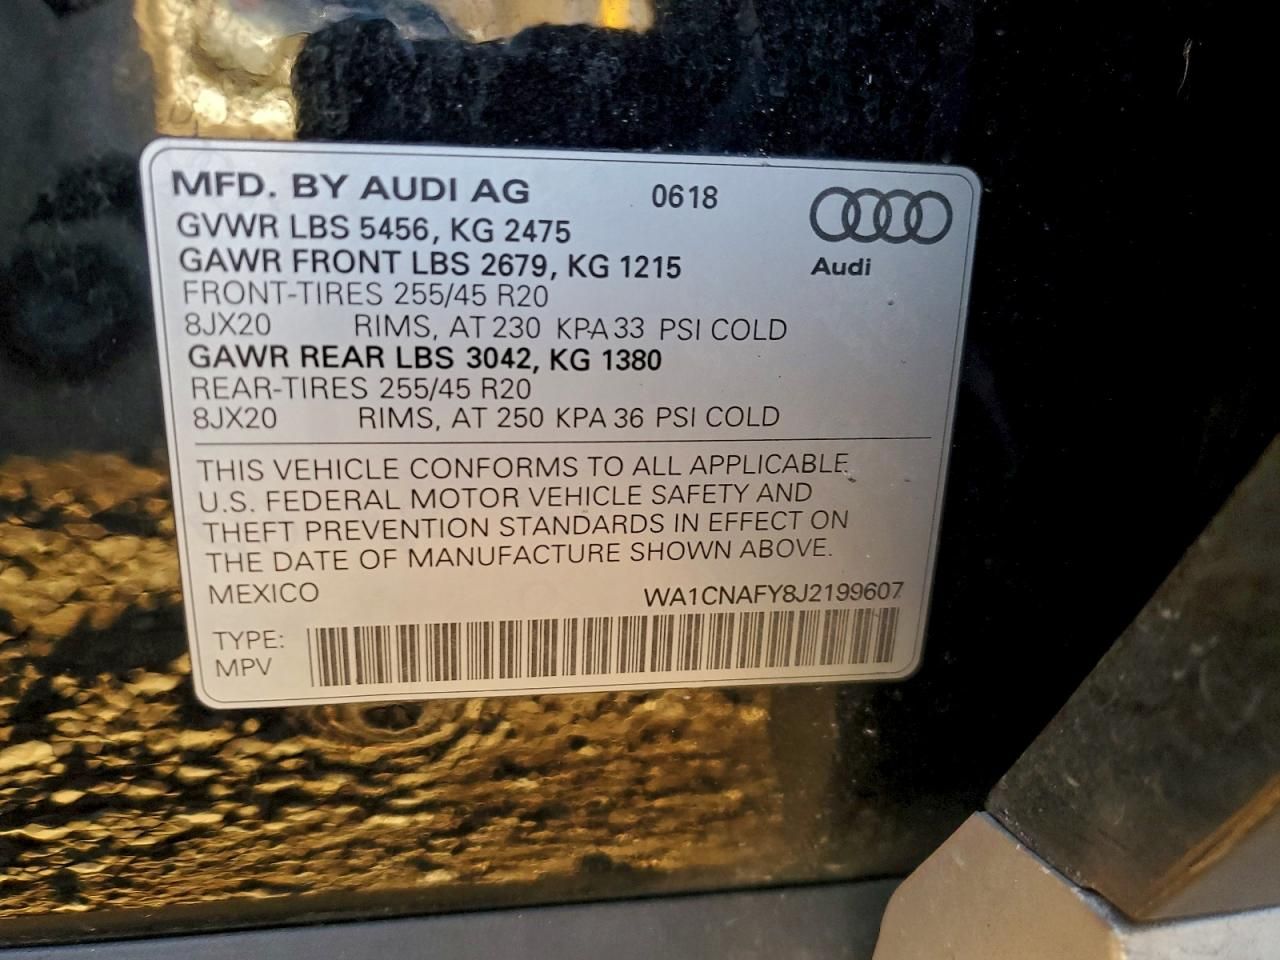 MFD. BY AUDI AG 0618
GVWR LBS 5456, KG 2475
GAWR FRONT LBS 2679, KG 1215
Audi
FRONT-TIRES 255/45 R20
8JX20 RIMS, AT 230 KPA 33 PSI COLD
GAWR REAR LBS 3042, KG 1380
REAR-TIRES 255/45 R20
8JX20 RIMS, AT 250 KPA 36 PSI COLD
THIS VEHICLE CONFORMS TO ALL APPLICABLE
U.S. FEDERAL MOTOR VEHICLE SAFETY AND
THEFT PREVENTION STANDARDS IN EFFECT ON
THE DATE OF MANUFACTURE SHOWN ABOVE.
MEXICO WA1CNAFY8J2199607
TYPE:
MPV